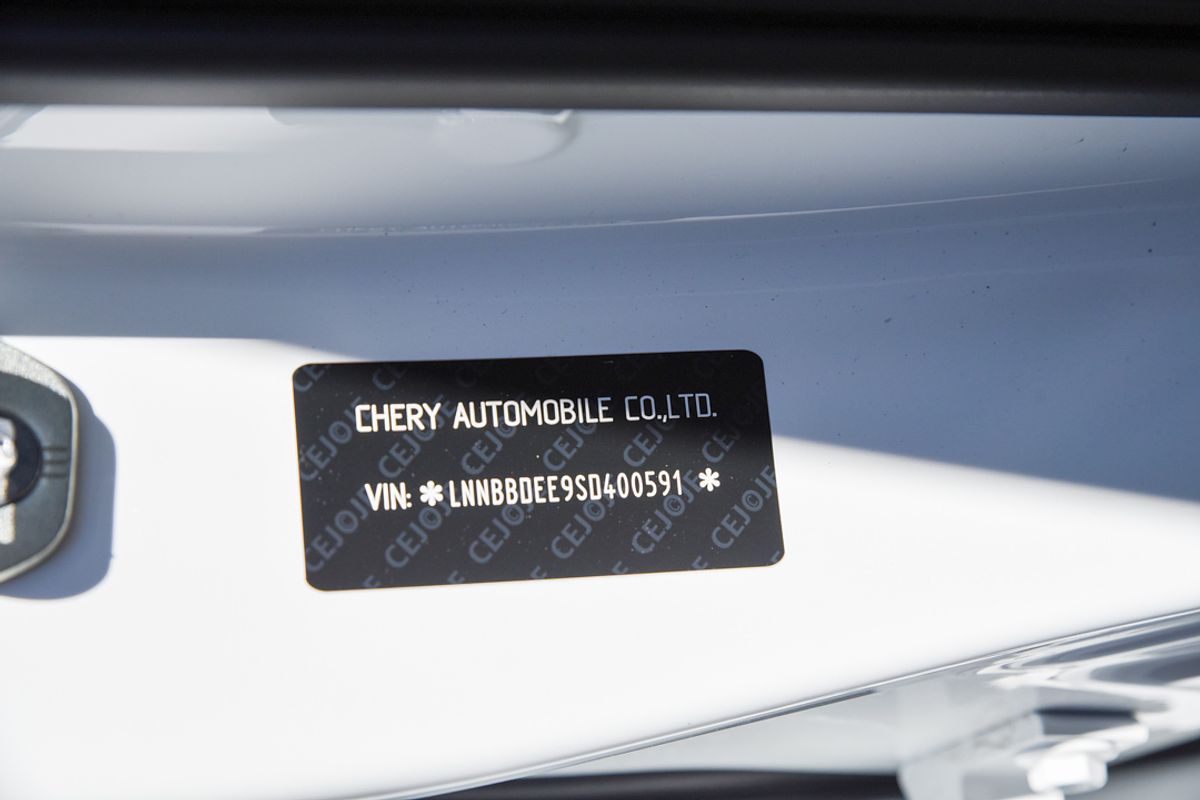 CHERY AUTOMOBILE CO.,LTD.
VIN: *LNNBBDEE9SD400591 *